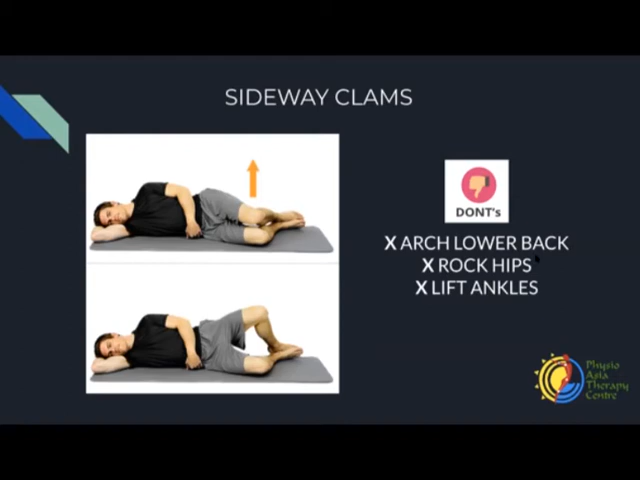 SIDEWAY CLAMS
DONT's
X ARCH LOWER BACK
X ROCK HIPS
X LIFT ANKLES
Physio
Asia
Therapy
Centre